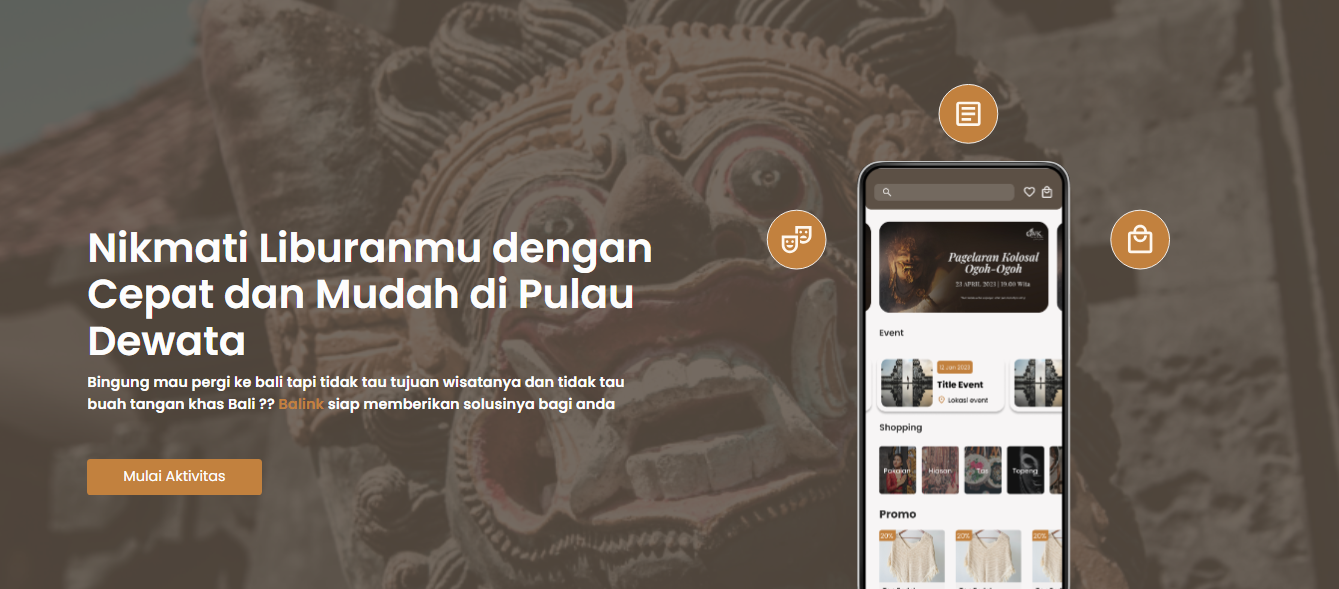 Nikmati Liburanmu dengan
Cepat dan Mudah di Pulau
Dewata
Bingung mau pergi ke bali tapi tidak tau tujuan wisatanya dan tidak tau
buah tangan khas Bali ?? Balink siap memberikan solusinya bagi anda
Mulai Aktivitas
Pagelaran Kolosal
Ogoh-Ogoh
23 APRIL 2023 | 19.00 Wita
Event
12 Jan 2023
Title Event
Lokasi event
Shopping
Pakaian
Hiasan
Tas
Topeng
Promo
20%
20%
20%